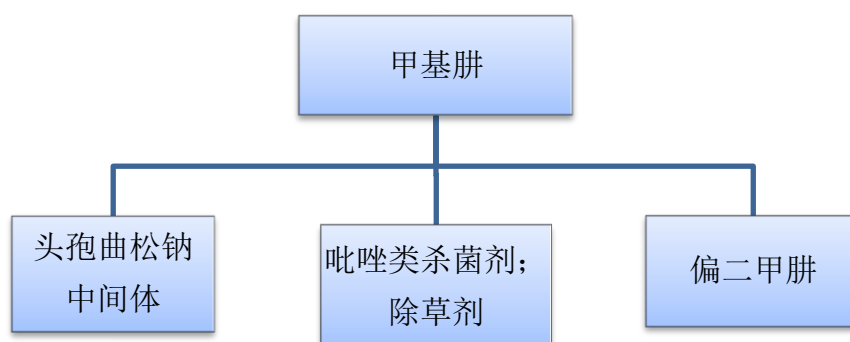 甲基肼
头孢曲松钠
中间体
吡唑类杀菌剂；
除草剂
偏二甲肼